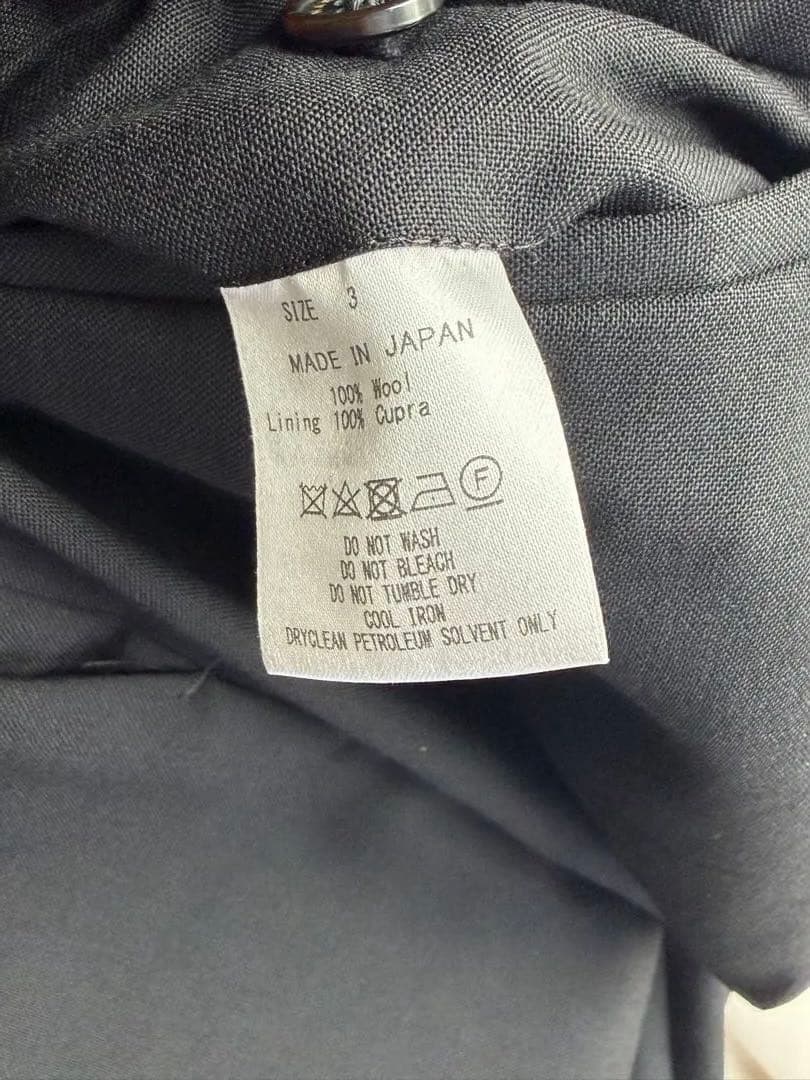 SIZE 3
MADE IN JAPAN
100% Wool
Lining 100% Cupra
F
DO NOT WASH
DO NOT BLEACH
DO NOT TUMBLE DRY
COOL IRON
DRYCLEAN PETROLEUM SOLVENT ONLY